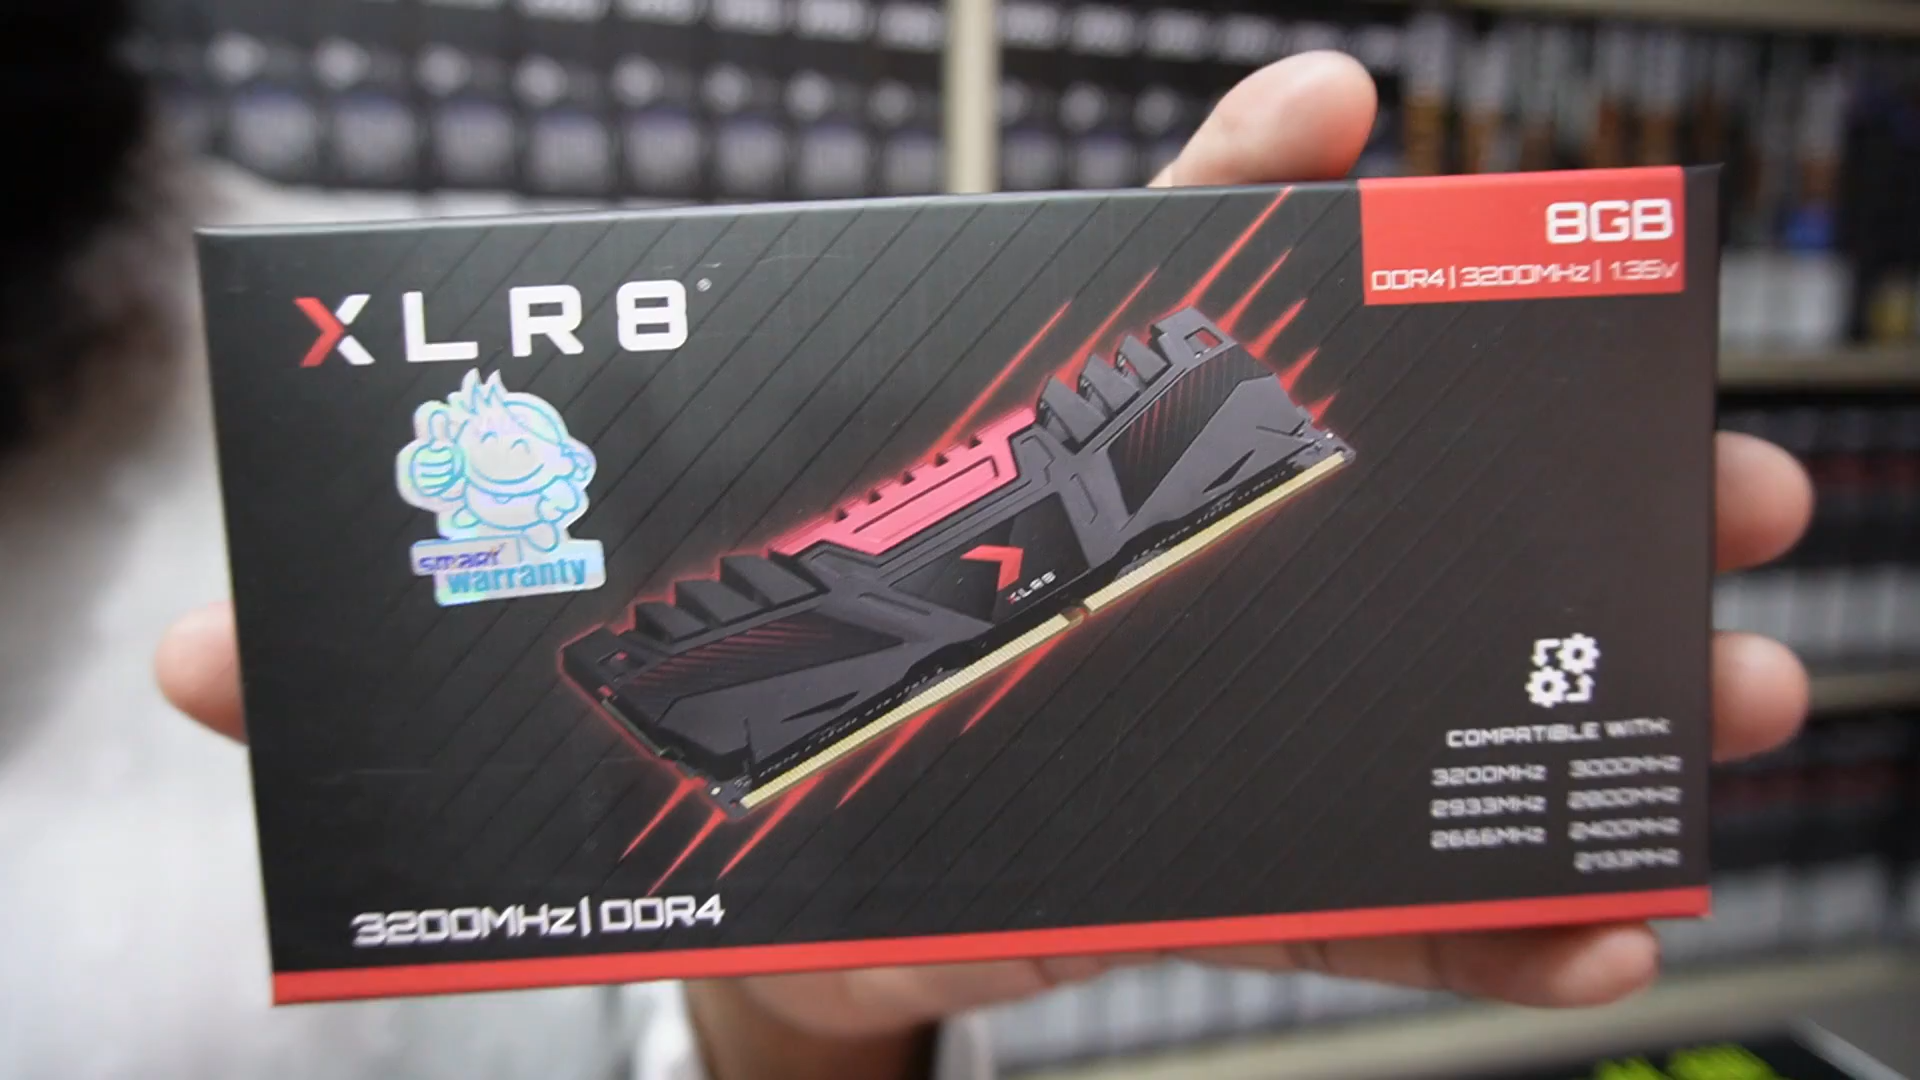 8GB
DDR4 | 3200MHz | 1.35v
XLR8®
smart
warranty
XLR8
COMPATIBLE WITH:
3200MHz 3000MHz
2933MHz 2800MHz
2666MHz 2400MHz
2133MHz
3200MHz | DDR4